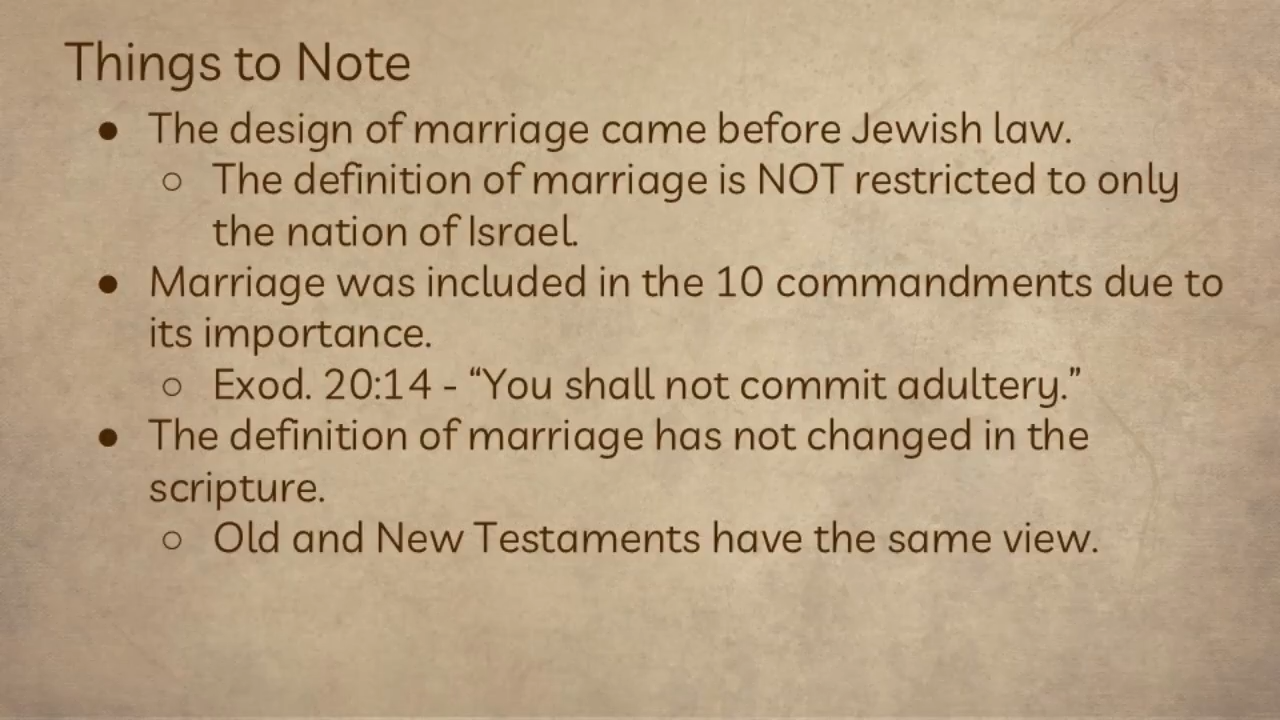 Things to Note
● The design of marriage came before Jewish law.
○ The definition of marriage is NOT restricted to only
the nation of Israel.
● Marriage was included in the 10 commandments due to
its importance.
○ Exod. 20:14 - “You shall not commit adultery.”
● The definition of marriage has not changed in the
scripture.
○ Old and New Testaments have the same view.